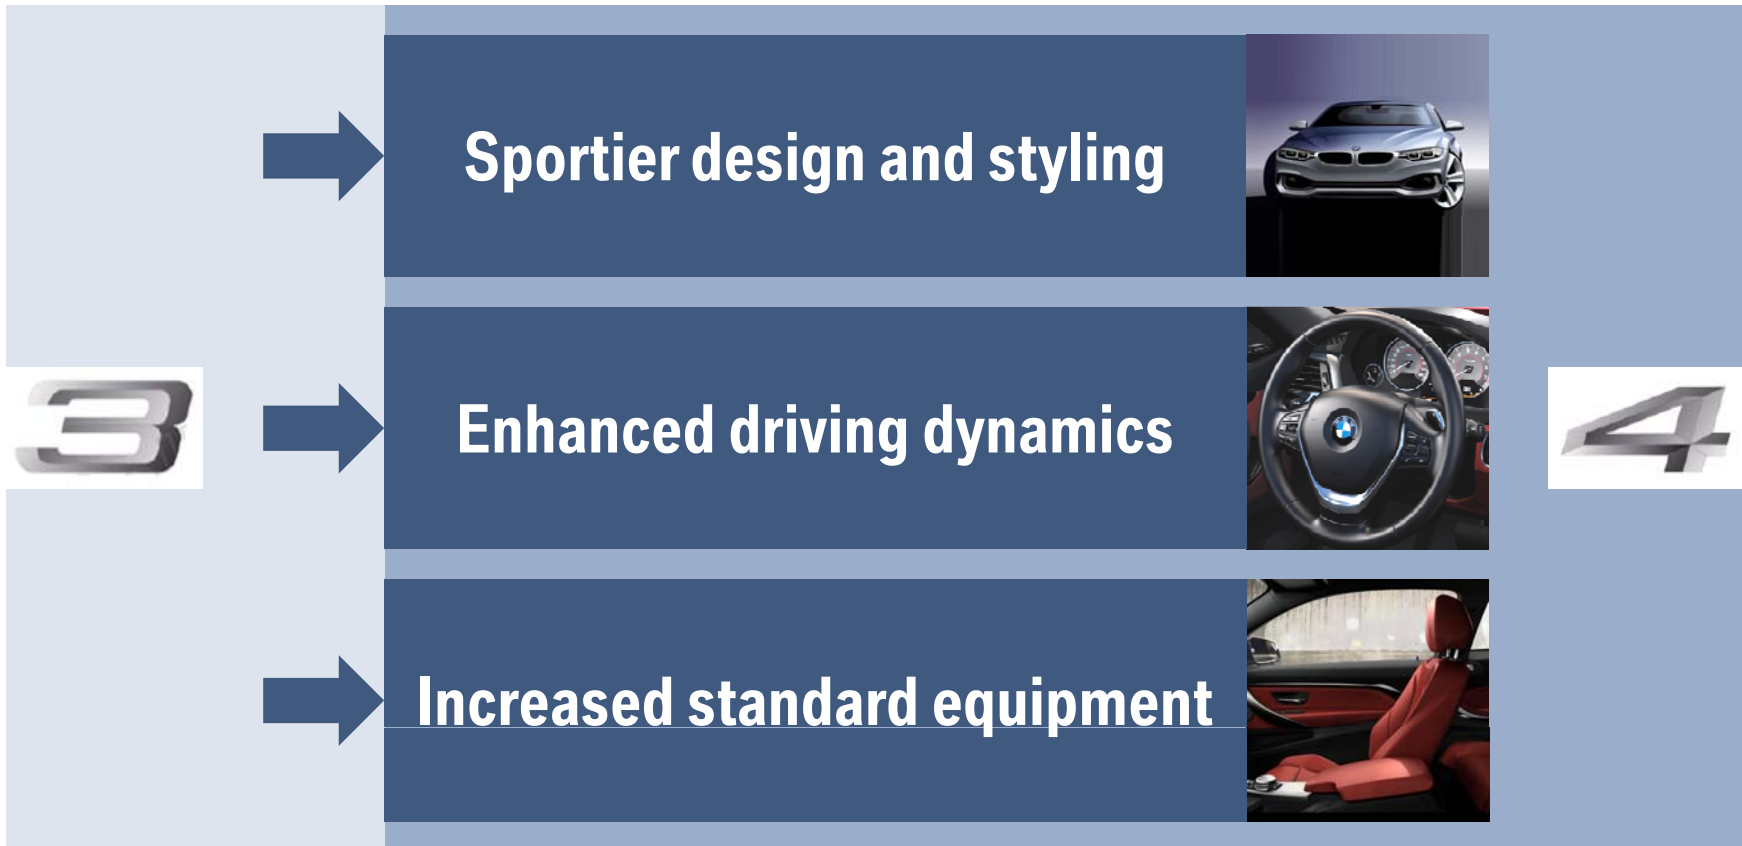 Sportier design and styling
3
Enhanced driving dynamics
4
Increased standard equipment